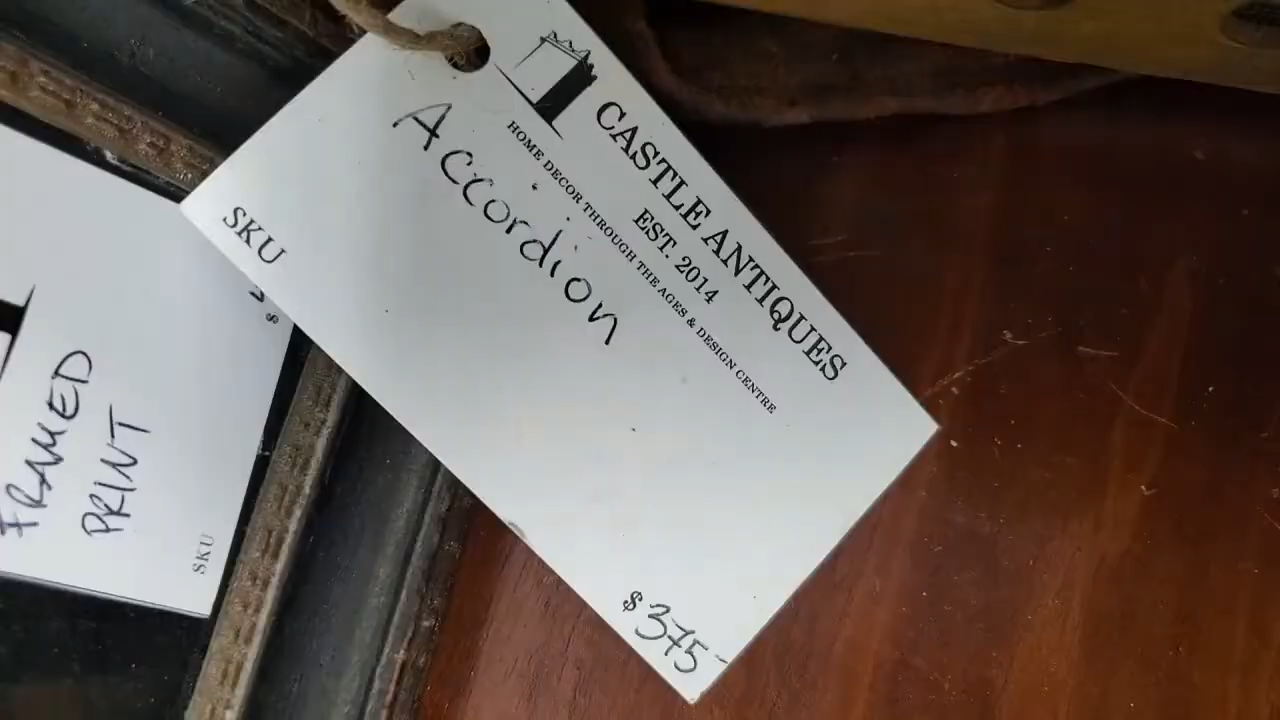 CASTLE ANTIQUES
EST. 2014
HOME DECOR THROUGH THE AGES & DESIGN CENTRE
Accordion
SKU
$375-
FRAMED
PRINT
SKU
$